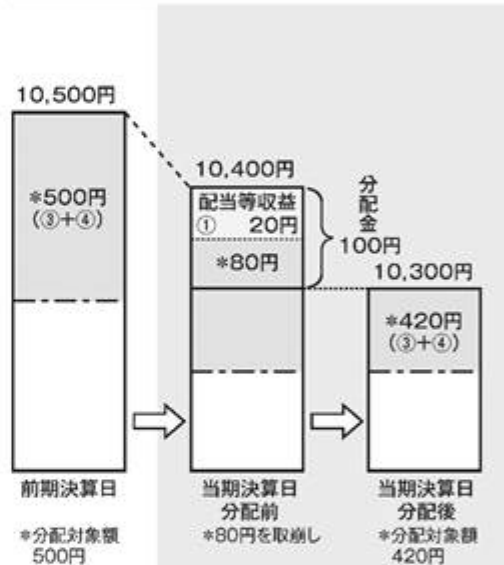 10,500円
*500円
(③+④)
10,400円
配当等収益
① 20円
*80円
分配金
100円
10,300円
*420円
(③+④)
前期決算日
*分配対象額
500円
当期決算日
分配前
*80円を取崩し
当期決算日
分配後
*分配対象額
420円